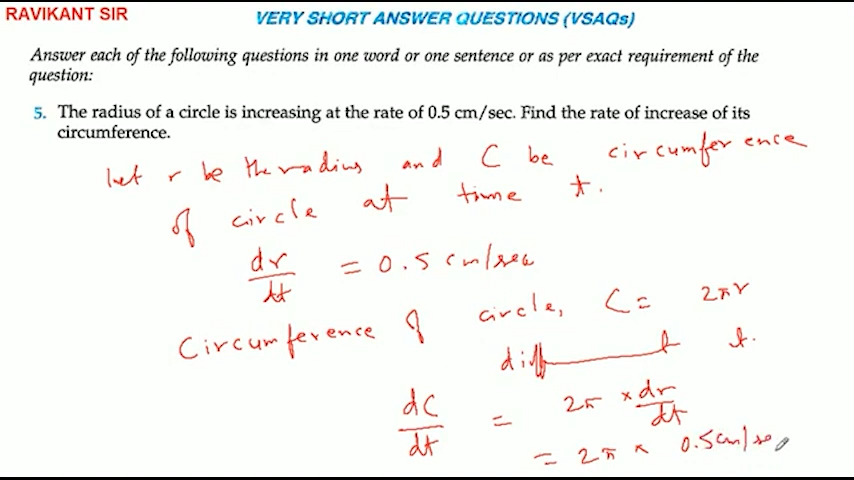 RAVIKANT SIR
VERY SHORT ANSWER QUESTIONS (VSAQs)
Answer each of the following questions in one word or one sentence or as per exact requirement of the
question:
5. The radius of a circle is increasing at the rate of 0.5 cm/sec. Find the rate of increase of its
circumference.
Let r be the radius and C be circumference
of circle at time t.
dr/dt = 0.5 cm/sec
Circumference of circle, C = 2πr
diff t t.
dC/dt = 2π × dr/dt
= 2π × 0.5 cm/sec